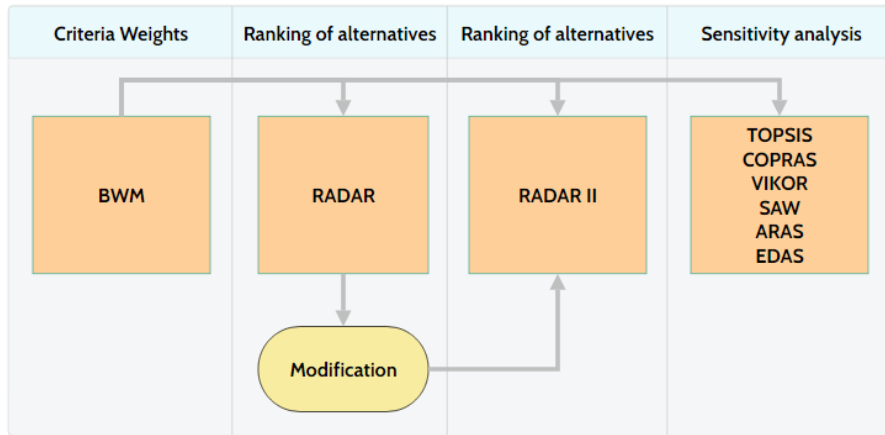 Criteria Weights
Ranking of alternatives
Ranking of alternatives
Sensitivity analysis
BWM
RADAR
RADAR II
TOPSIS
COPRAS
VIKOR
SAW
ARAS
EDAS
Modification